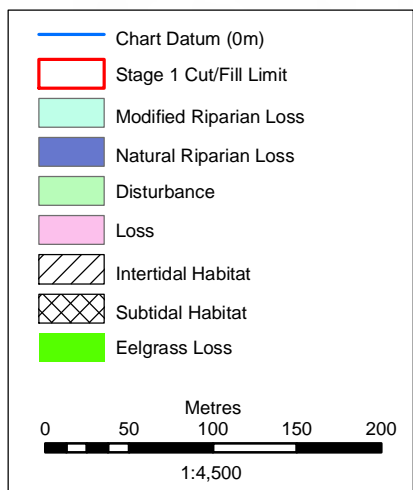 Chart Datum (0m)
Stage 1 Cut/Fill Limit
Modified Riparian Loss
Natural Riparian Loss
Disturbance
Loss
Intertidal Habitat
Subtidal Habitat
Eelgrass Loss
Metres
0 50 100 150 200
1:4,500